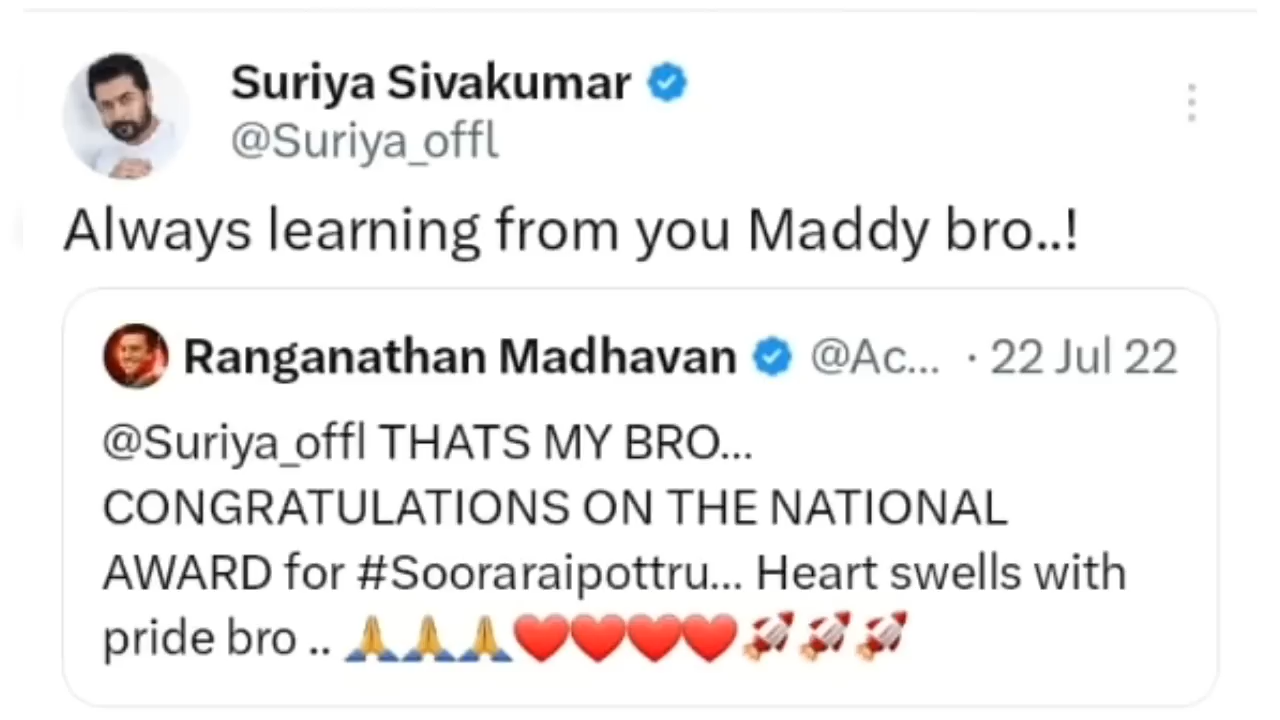 Suriya Sivakumar
@Suriya_offl
Always learning from you Maddy bro..!
Ranganathan Madhavan @Ac... · 22 Jul 22
@Suriya_offl THATS MY BRO...
CONGRATULATIONS ON THE NATIONAL
AWARD for #Sooraraipottru... Heart swells with
pride bro .. 🙏🙏🙏❤️❤️❤️❤️🚀🚀🚀